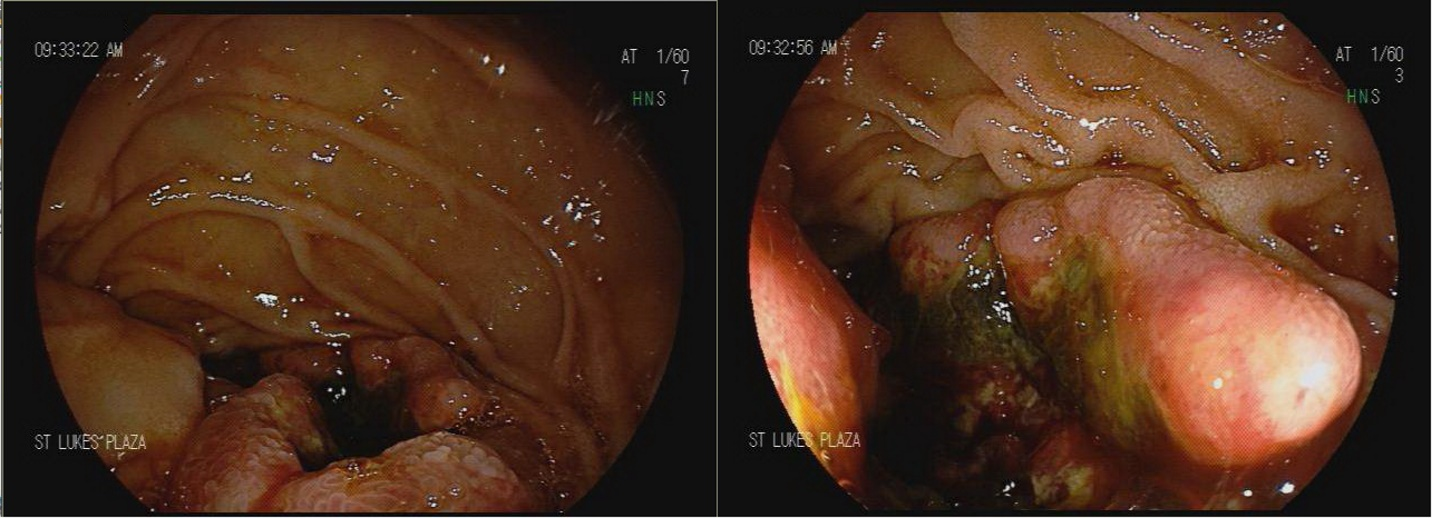 09:33:22 AM
AT 1/60
7
HNS
ST LUKES PLAZA
09:32:56 AM
AT 1/60
3
HNS
ST LUKES PLAZA